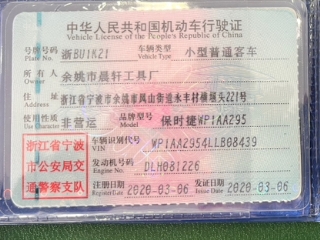 中华人民共和国机动车行驶证
Vehicle License of the People's Republic of China
号牌号码 浙BU1K21 车辆类型 小型普通客车
Plate No. Vehicle Type
所有人 余姚市晨轩工具厂
Owner
住址 浙江省宁波市余姚市凤山街道永丰村横堰头221号
Address
使用性质 非营运 品牌型号 保时捷WP1AA295
Use Character Model
浙江省宁波
市公安局交
通警察支队
车辆识别代号 WP1AA2954LLB08439
VIN
发动机号码 DLH081226
Engine No.
注册日期 2020-03-06 发证日期 2020-03-06
Register Date Issue Date